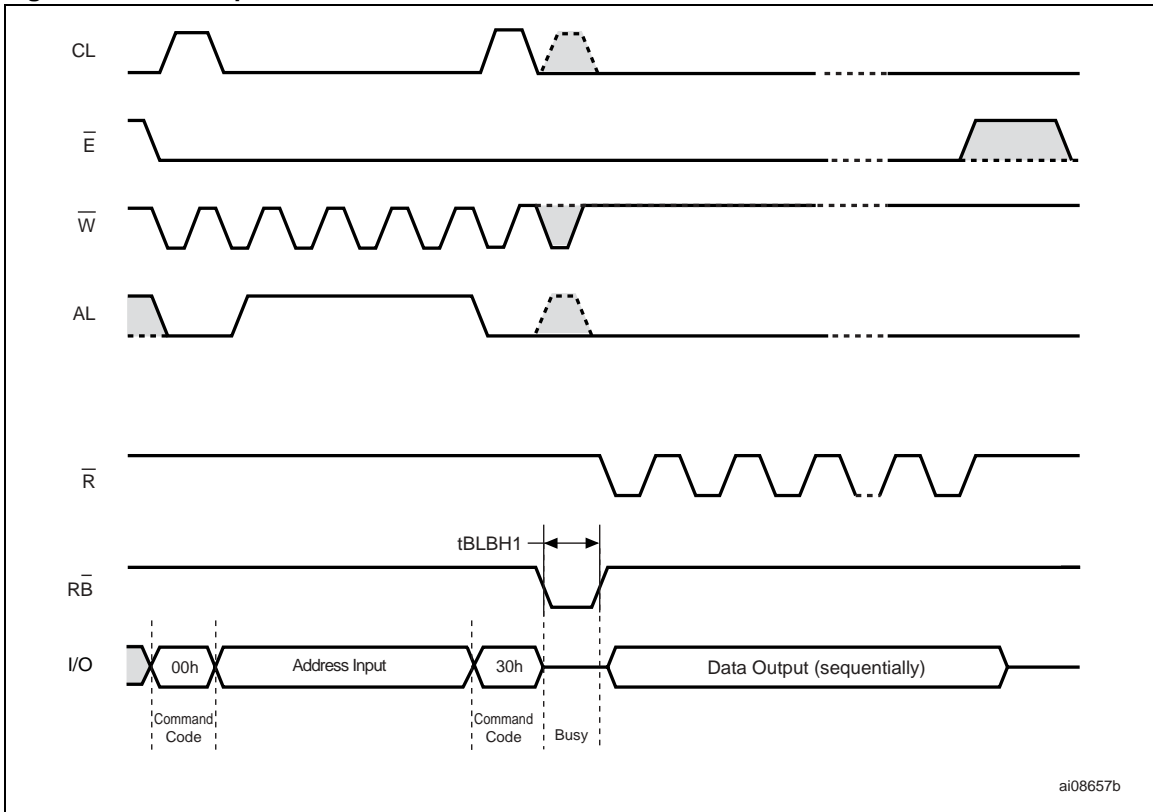 CL
E̅
W̅
AL
R̅
tBLBH1
RB̅
I/O
00h
Address Input
30h
Data Output (sequentially)
Command
Code
Command
Code
Busy
ai08657b